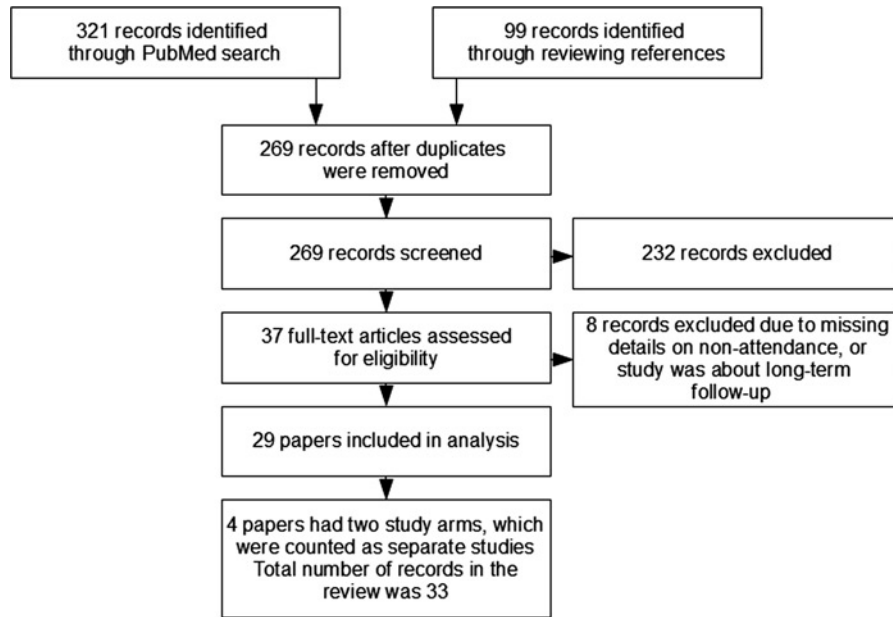 321 records identified
through PubMed search
99 records identified
through reviewing references
269 records after duplicates
were removed
269 records screened
232 records excluded
37 full-text articles assessed
for eligibility
8 records excluded due to missing
details on non-attendance, or
study was about long-term
follow-up
29 papers included in analysis
4 papers had two study arms, which
were counted as separate studies
Total number of records in the
review was 33